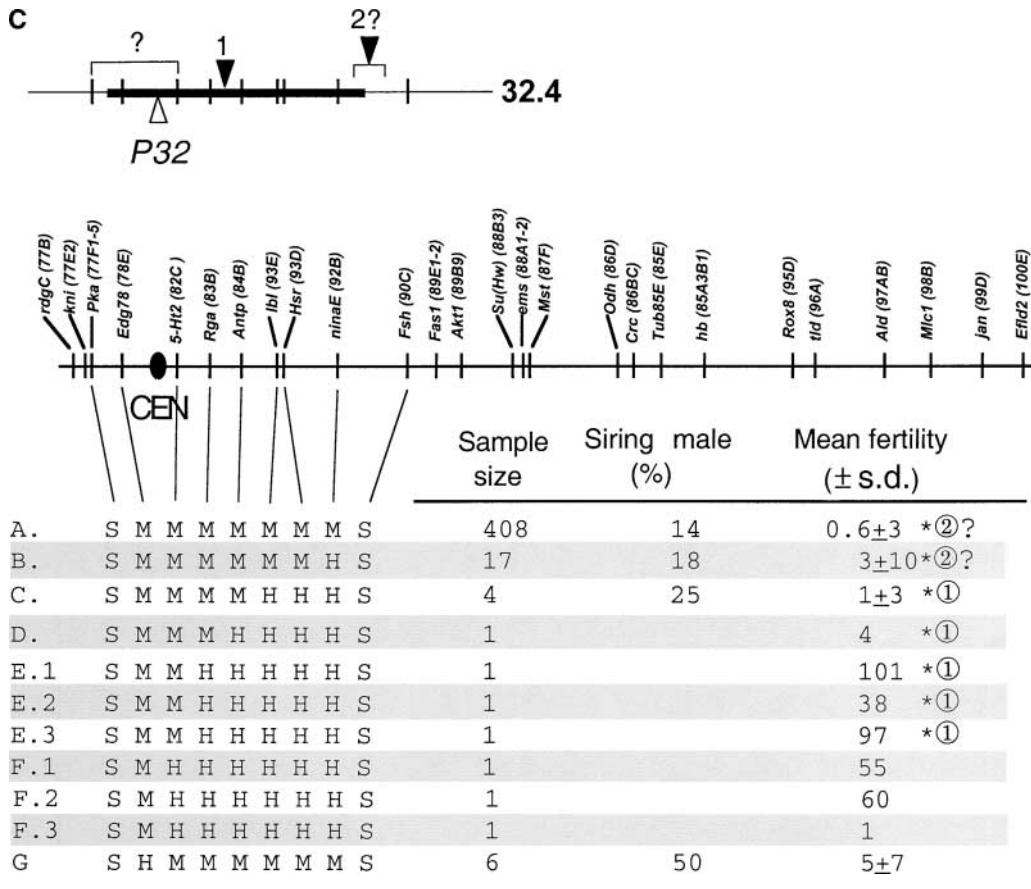 C
? 1 2?
32.4
P32
rdgC (77B) kni (77E2) Pka (77F1-5) Edg78 (78E) 5-Ht2 (82C) Rga (83B) Antp (84B) lbl (93E) Hsr (93D) ninaE (92B) Fsh (90C) Fas1 (89E1-2) Akt1 (89B9) Su(Hw) (88B3) ems (88A1-2) Mst (87F) Odh (86D) Crc (86BC) Tub85E (85E) hb (85A3B1) Rox8 (95D) tld (96A) Ald (97AB) Mlc1 (98B) jan (99D) Efld2 (100E)
CEN
Sample size Siring male (%) Mean fertility (± s.d.)
A. S M M M M M M M S 408 14 0.6±3 *②?
B. S M M M M M M H S 17 18 3±10*②?
C. S M M M M H H H S 4 25 1±3 *①
D. S M M M H H H H S 1 4 *①
E.1 S M M H H H H H S 1 101 *①
E.2 S M M H H H H H S 1 38 *①
E.3 S M M H H H H H S 1 97 *①
F.1 S M H H H H H H S 1 55
F.2 S M H H H H H H S 1 60
F.3 S M H H H H H H S 1 1
G S H M M M M M M S 6 50 5±7